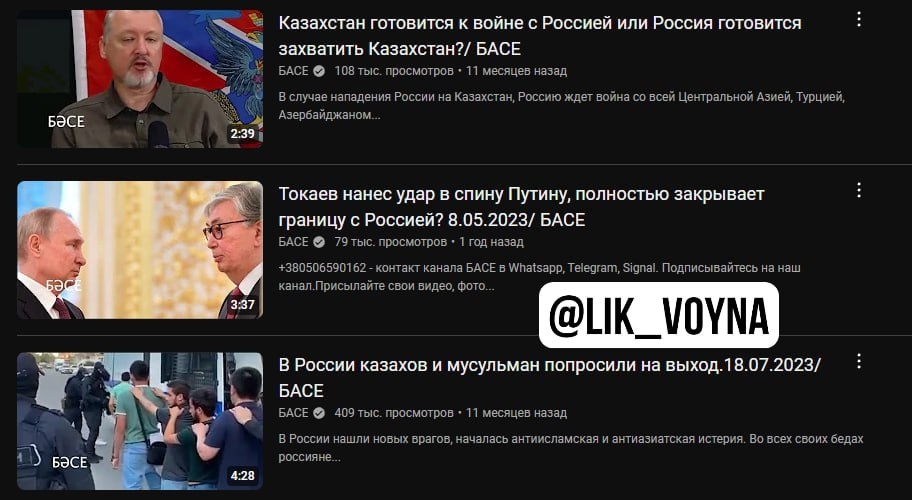 Казахстан готовится к войне с Россией или Россия готовится
захватить Казахстан?/ БАСЕ
БАСЕ 108 тыс. просмотров • 11 месяцев назад
В случае нападения России на Казахстан, Россию ждет война со всей Центральной Азией, Турцией,
Азербайджаном...
БӘСЕ
2:39
Токаев нанес удар в спину Путину, полностью закрывает
границу с Россией? 8.05.2023/ БАСЕ
БАСЕ 79 тыс. просмотров • 1 год назад
+380506590162 - контакт канала БАСЕ в Whatsapp, Telegram, Signal. Подписывайтесь на наш
канал.Присылайте свои видео, фото...
БӘСЕ
3:37
@LIK_VOYNA
В России казахов и мусульман попросили на выход.18.07.2023/
БАСЕ
БАСЕ 409 тыс. просмотров • 11 месяцев назад
В России нашли новых врагов, началась антиисламская и антиазиатская истерия. Во всех своих бедах
россияне...
БӘСЕ
4:28